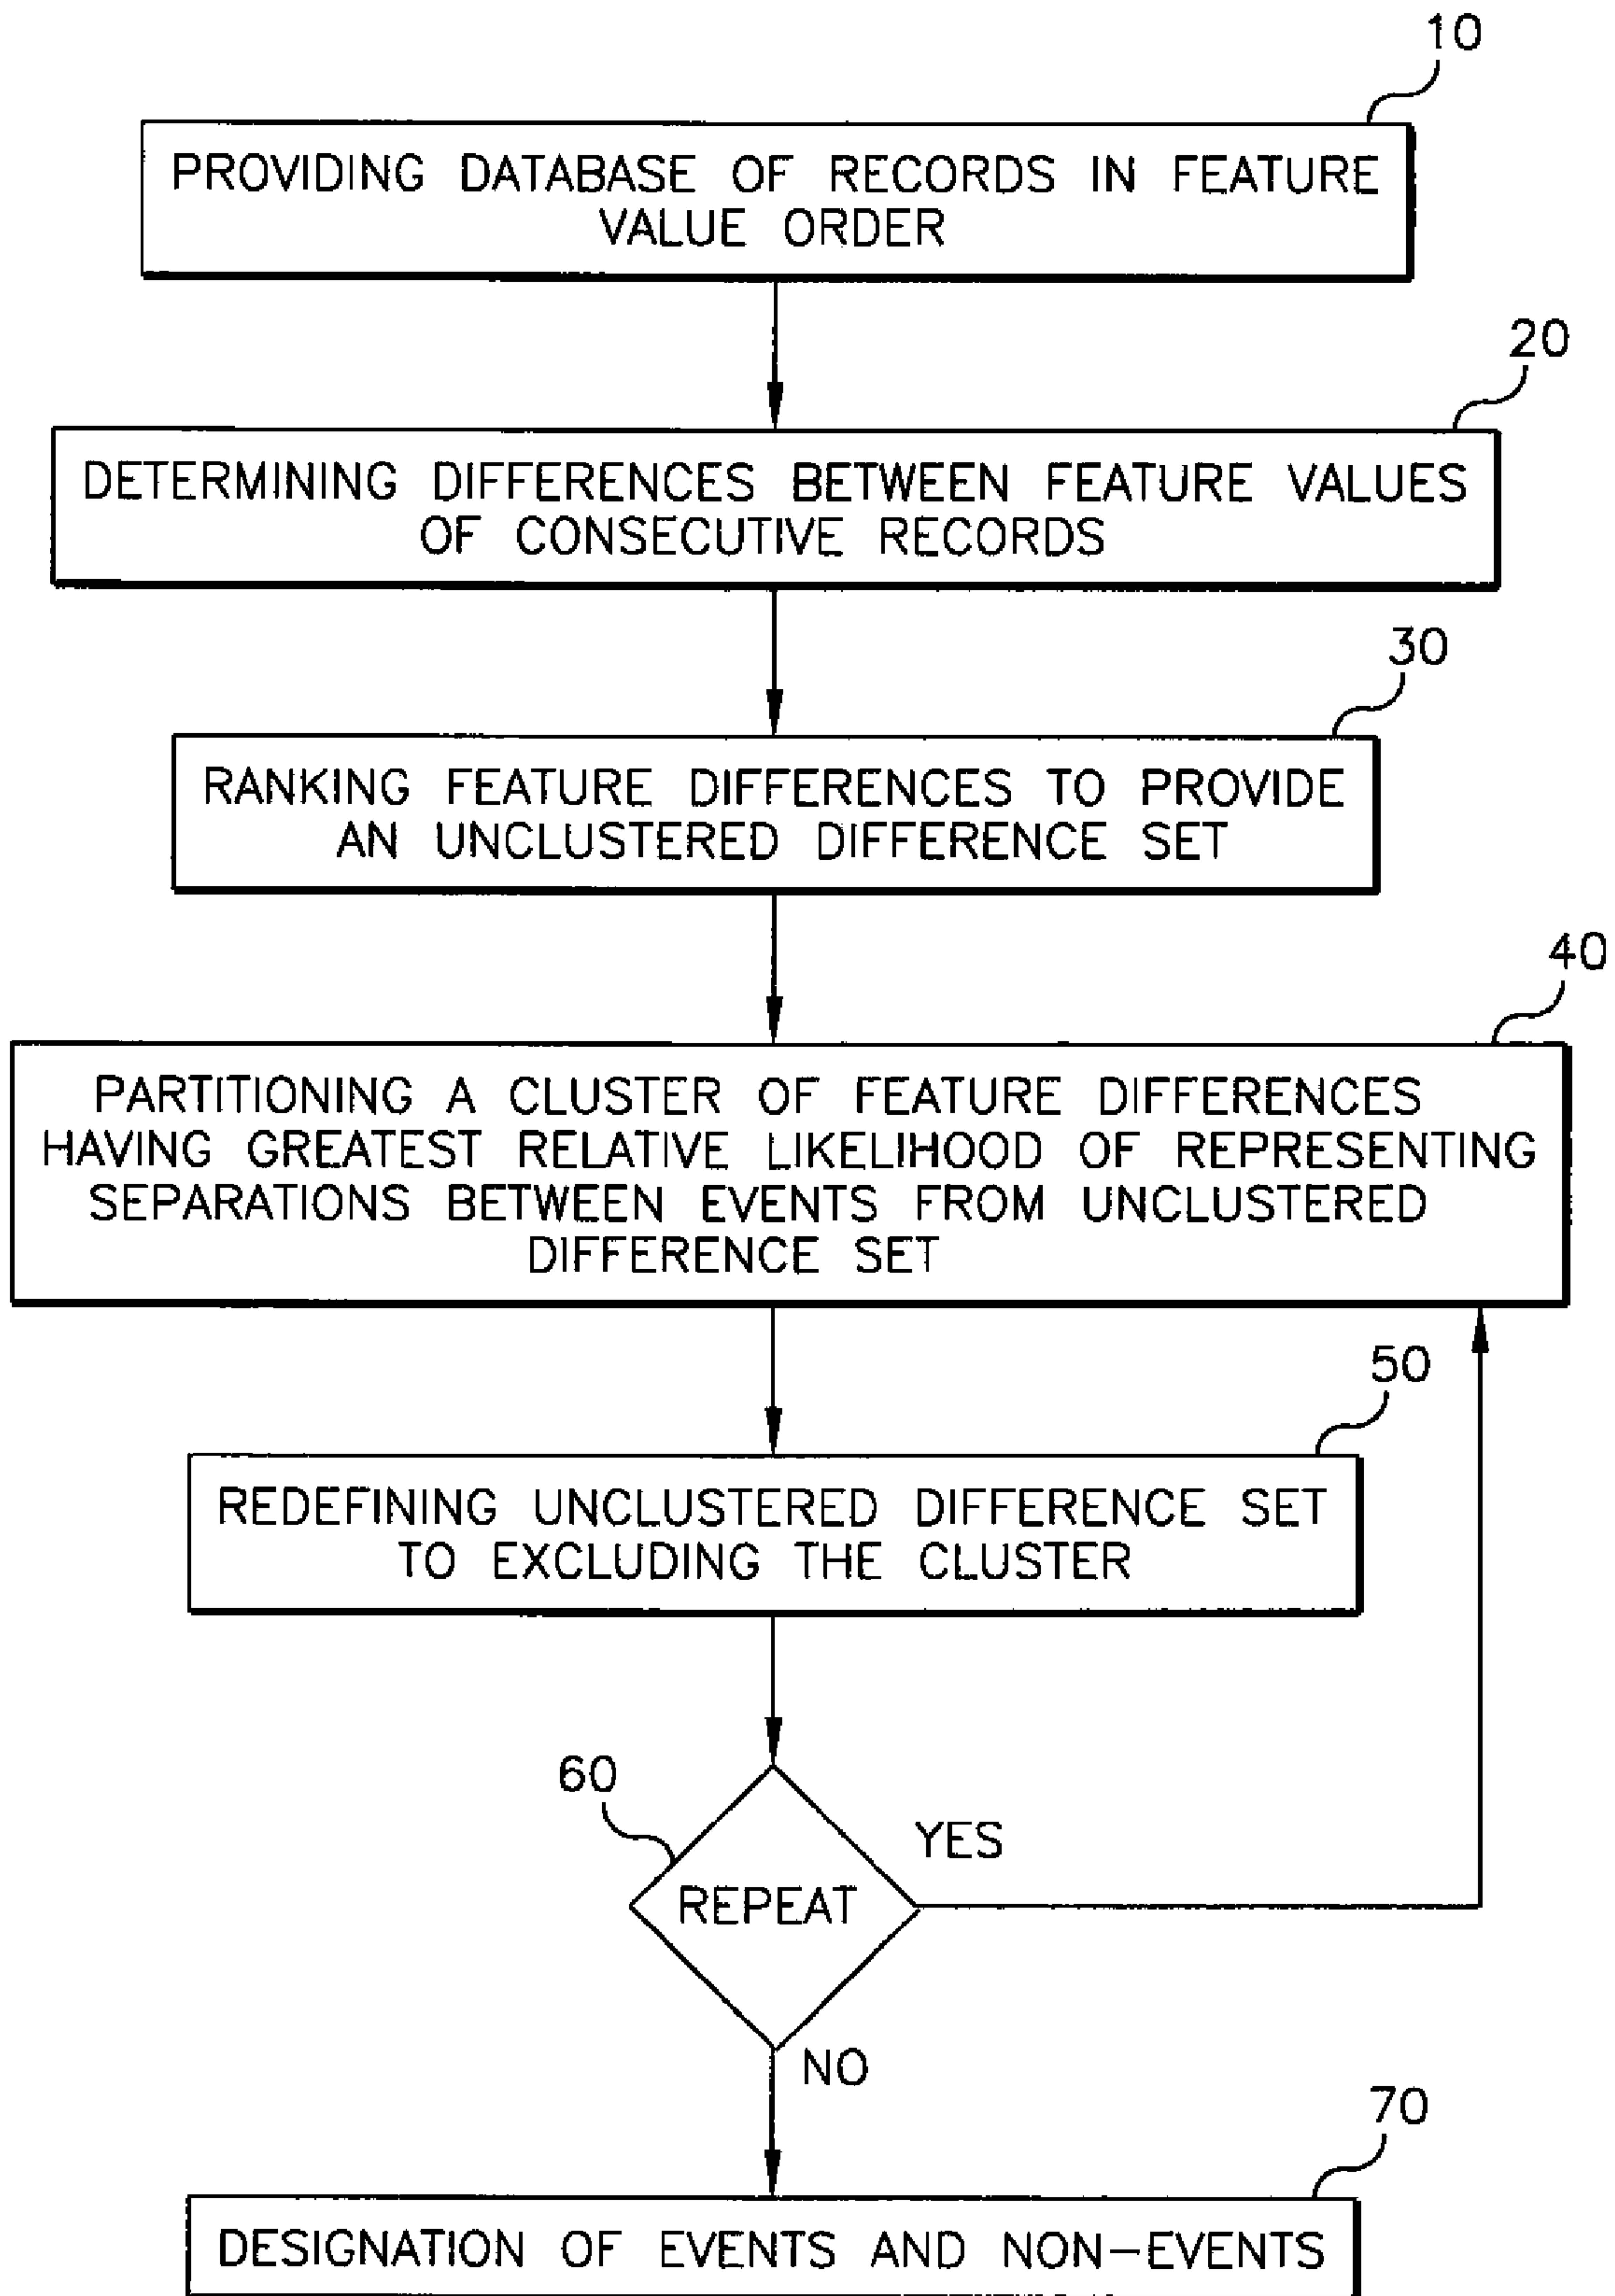 10
PROVIDING DATABASE OF RECORDS IN FEATURE
VALUE ORDER
20
DETERMINING DIFFERENCES BETWEEN FEATURE VALUES
OF CONSECUTIVE RECORDS
30
RANKING FEATURE DIFFERENCES TO PROVIDE
AN UNCLUSTERED DIFFERENCE SET
40
PARTITIONING A CLUSTER OF FEATURE DIFFERENCES
HAVING GREATEST RELATIVE LIKELIHOOD OF REPRESENTING
SEPARATIONS BETWEEN EVENTS FROM UNCLUSTERED
DIFFERENCE SET
50
REDEFINING UNCLUSTERED DIFFERENCE SET
TO EXCLUDING THE CLUSTER
60
YES
REPEAT
NO
70
DESIGNATION OF EVENTS AND NON-EVENTS